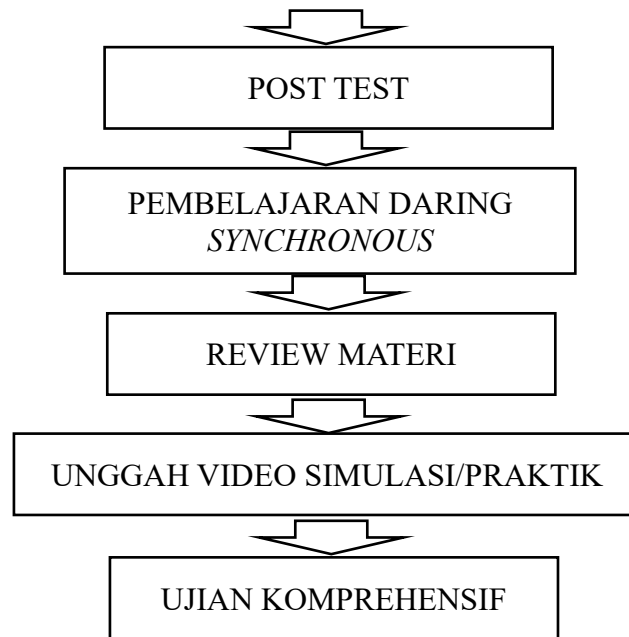 POST TEST
PEMBELAJARAN DARING
SYNCHRONOUS
REVIEW MATERI
UNGGAH VIDEO SIMULASI/PRAKTIK
UJIAN KOMPREHENSIF